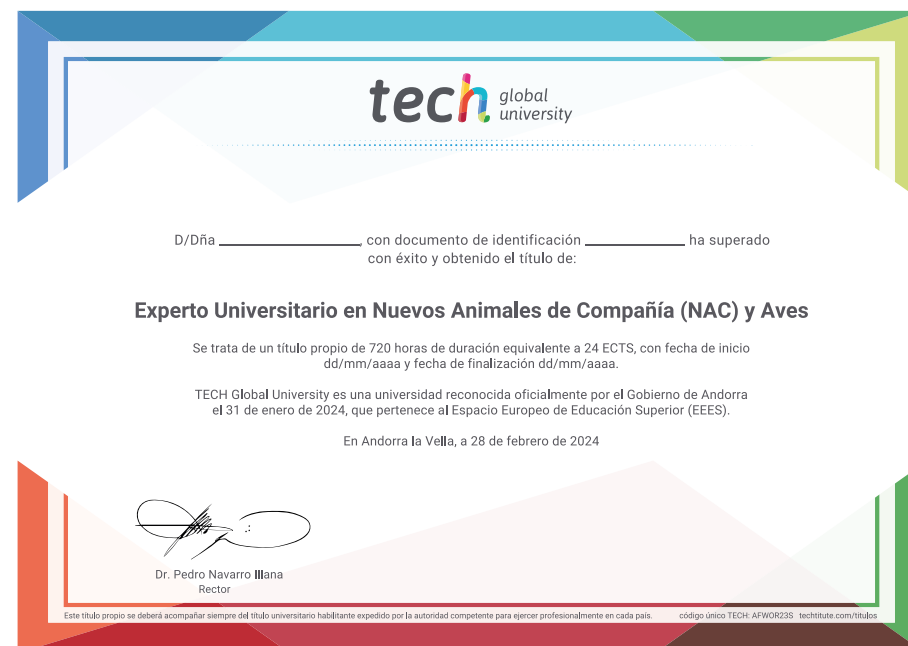 tech global
university
D/Dña ______________, con documento de identificación __________ ha superado
con éxito y obtenido el título de:
Experto Universitario en Nuevos Animales de Compañía (NAC) y Aves
Se trata de un título propio de 720 horas de duración equivalente a 24 ECTS, con fecha de inicio
dd/mm/aaaa y fecha de finalización dd/mm/aaaa.
TECH Global University es una universidad reconocida oficialmente por el Gobierno de Andorra
el 31 de enero de 2024, que pertenece al Espacio Europeo de Educación Superior (EEES).
En Andorra la Vella, a 28 de febrero de 2024
Dr. Pedro Navarro Illana
Rector
Este título propio se deberá acompañar siempre del título universitario habilitante expedido por la autoridad competente para ejercer profesionalmente en cada país. código único TECH: AFWOR23S techtitute.com/titulos